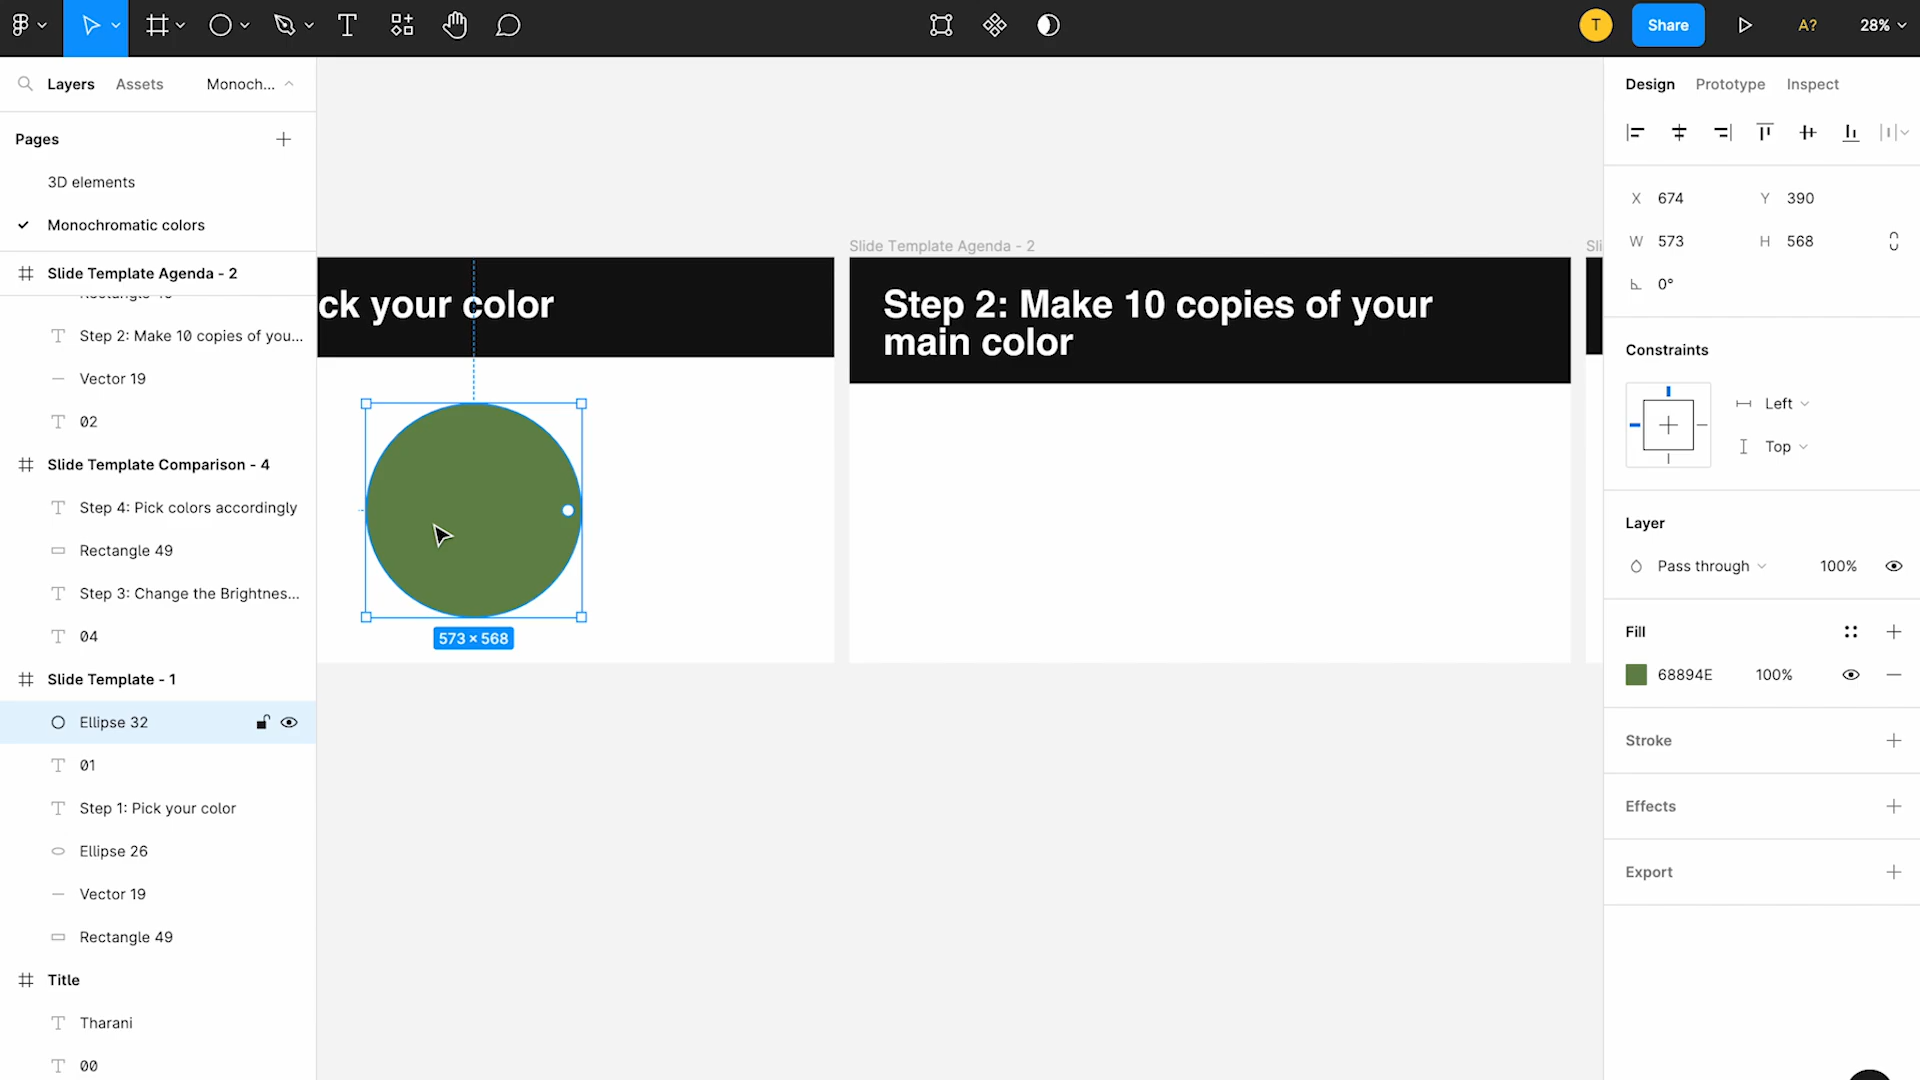 T
Share
A?
28%
Layers
Assets
Monoch...
Pages
3D elements
Monochromatic colors
Slide Template Agenda - 2
Step 2: Make 10 copies of you...
Vector 19
02
Slide Template Comparison - 4
Step 4: Pick colors accordingly
Rectangle 49
Step 3: Change the Brightnes...
04
Slide Template - 1
Ellipse 32
01
Step 1: Pick your color
Ellipse 26
Vector 19
Rectangle 49
Title
Tharani
00
ck your color
573 × 568
Slide Template Agenda - 2
Step 2: Make 10 copies of your
main color
Sli
Design
Prototype
Inspect
X 674
Y 390
W 573
H 568
0°
Constraints
Left
Top
Layer
Pass through
100%
Fill
68894E
100%
Stroke
Effects
Export